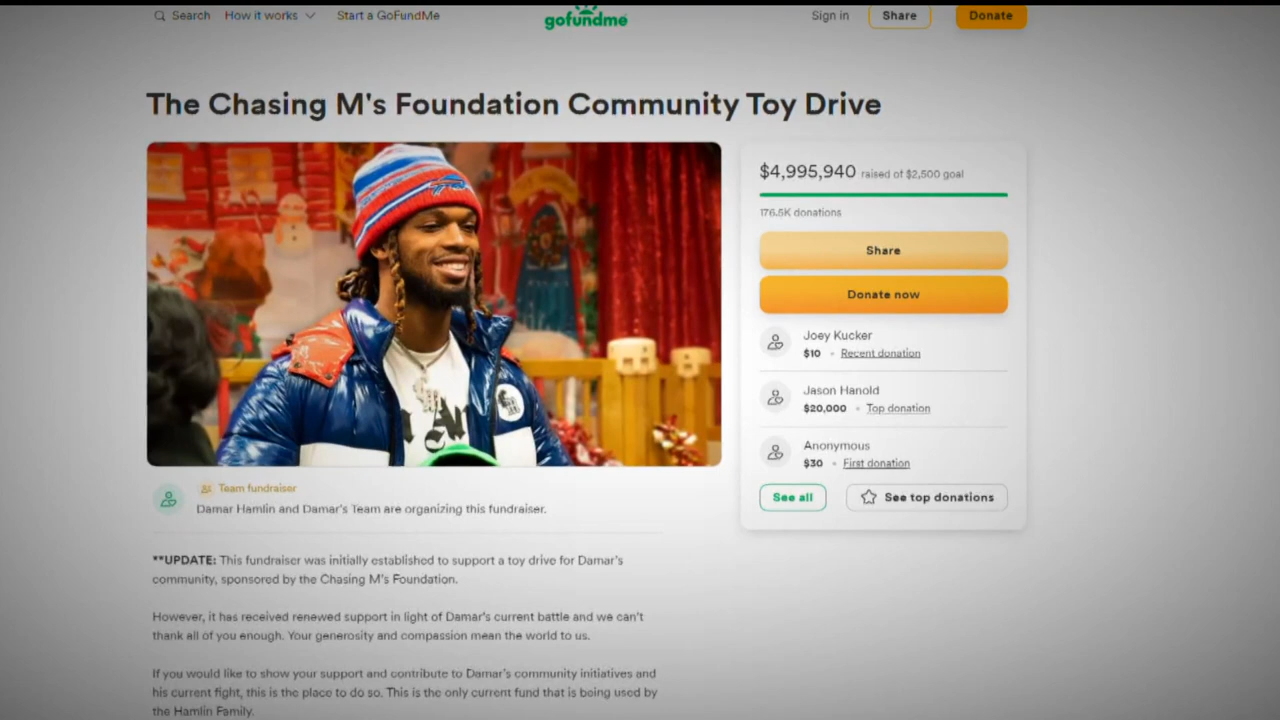 Search How it works Start a GoFundMe gofundme Sign in Share Donate
The Chasing M's Foundation Community Toy Drive
$4,995,940 raised of $2,500 goal
176.5K donations
Share
Donate now
Joey Kucker
$10 • Recent donation
Jason Hanold
$20,000 • Top donation
Anonymous
$30 • First donation
See all See top donations
Team fundraiser
Damar Hamlin and Damar's Team are organizing this fundraiser.
**UPDATE: This fundraiser was initially established to support a toy drive for Damar's
community, sponsored by the Chasing M's Foundation.
However, it has received renewed support in light of Damar's current battle and we can't
thank all of you enough. Your generosity and compassion mean the world to us.
If you would like to show your support and contribute to Damar's community initiatives and
his current fight, this is the place to do so. This is the only current fund that is being used by
the Hamlin Family.